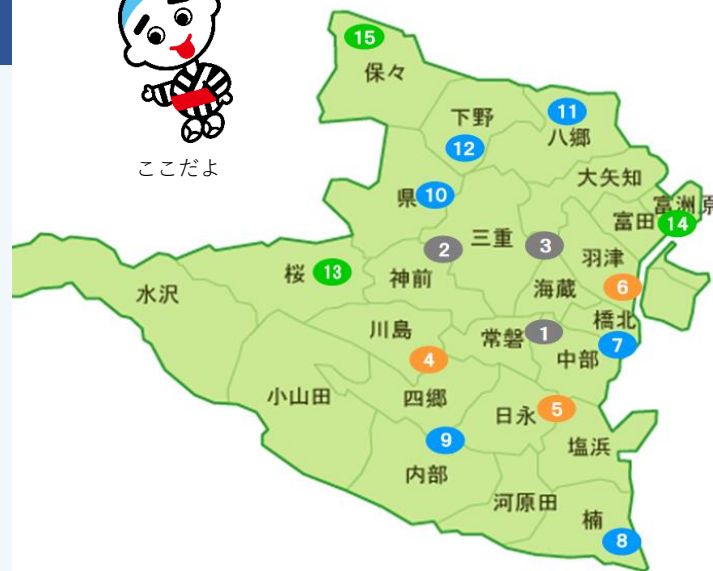 15
保々
下野
11
八郷
12
大矢知
県 10
富洲原
富田 14
三重 3
2
羽津
桜 13
神前
海蔵
6
水沢
ここだよ
橋北
川島
常磐 1
7
中部
4
小山田
四郷
日永 5
9
塩浜
内部
河原田
楠
8